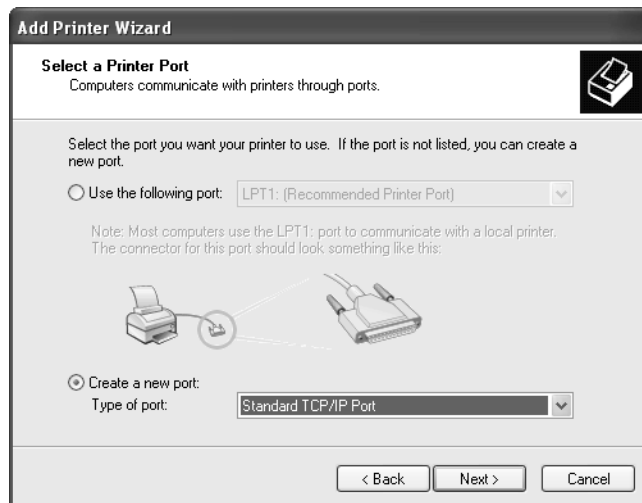 Add Printer Wizard
Select a Printer Port
Computers communicate with printers through ports.
Select the port you want your printer to use. If the port is not listed, you can create a
new port.
Use the following port: LPT1: (Recommended Printer Port)
Note: Most computers use the LPT1: port to communicate with a local printer.
The connector for this port should look something like this:
Create a new port:
Type of port: Standard TCP/IP Port
< Back Next > Cancel